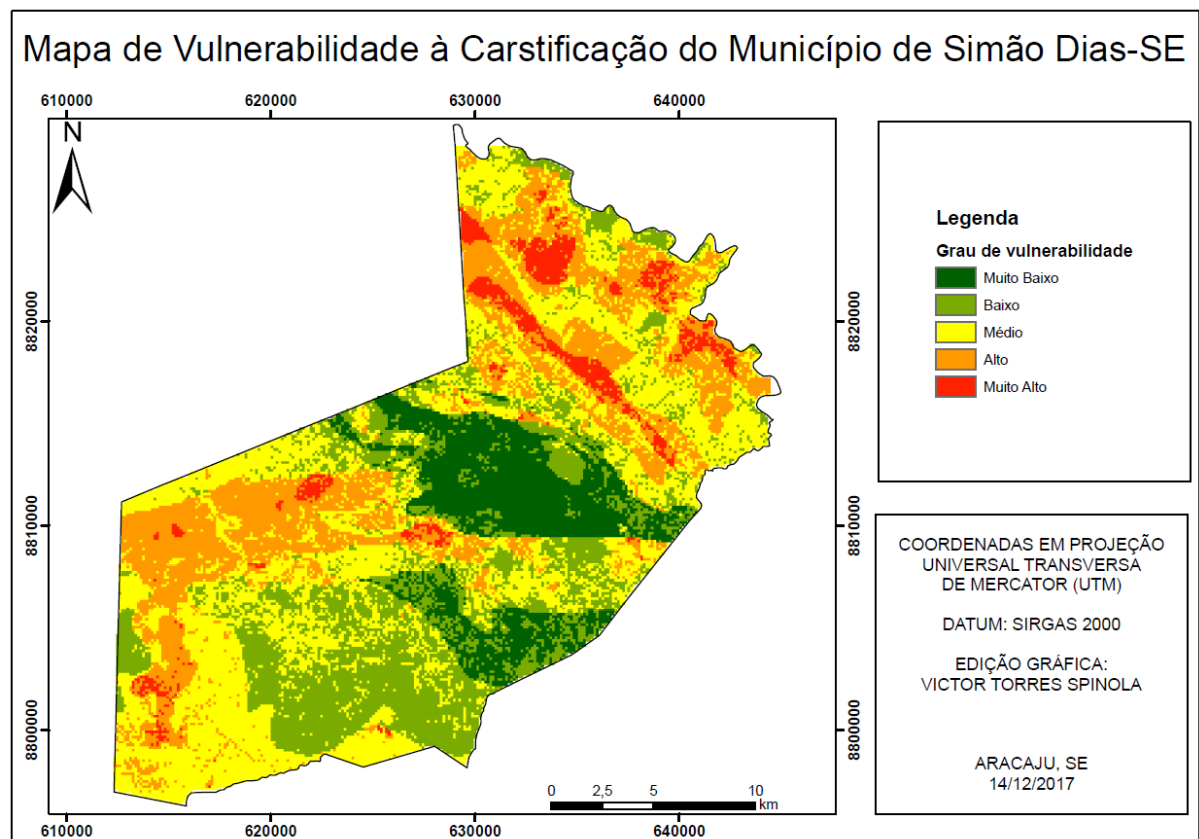 Mapa de Vulnerabilidade à Carstificação do Município de Simão Dias-SE
610000 620000 630000 640000
N
8820000 8820000
8810000 8810000
8800000 8800000
610000 620000 630000 640000
0 2,5 5 10
km
Legenda
Grau de vulnerabilidade
Muito Baixo
Baixo
Médio
Alto
Muito Alto
COORDENADAS EM PROJEÇÃO
UNIVERSAL TRANSVERSA
DE MERCATOR (UTM)
DATUM: SIRGAS 2000
EDIÇÃO GRÁFICA:
VICTOR TORRES SPINOLA
ARACAJU, SE
14/12/2017